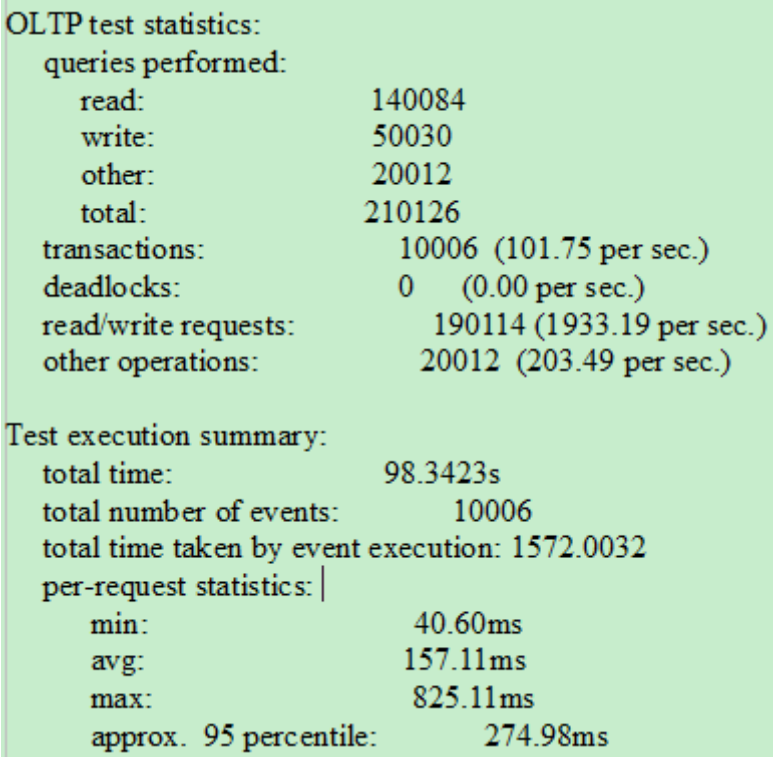 OLTP test statistics:
queries performed:
read: 140084
write: 50030
other: 20012
total: 210126
transactions: 10006 (101.75 per sec.)
deadlocks: 0 (0.00 per sec.)
read/write requests: 190114 (1933.19 per sec.)
other operations: 20012 (203.49 per sec.)
Test execution summary:
total time: 98.3423s
total number of events: 10006
total time taken by event execution: 1572.0032
per-request statistics:
min: 40.60ms
avg: 157.11ms
max: 825.11ms
approx. 95 percentile: 274.98ms